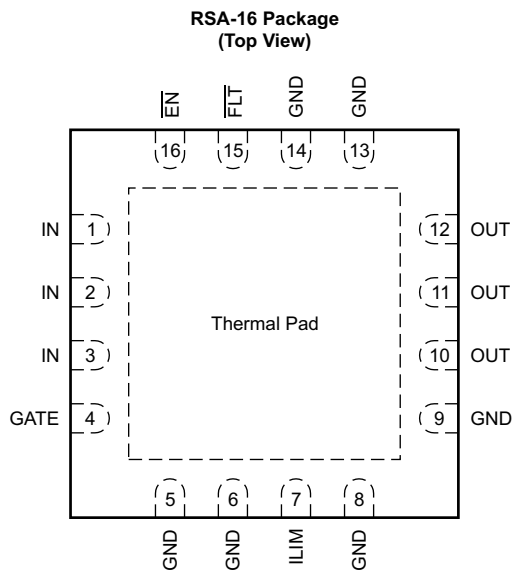 RSA-16 Package
(Top View)
EN
FLT
GND
GND
16
15
14
13
IN 1
12 OUT
IN 2
11 OUT
Thermal Pad
IN 3
10 OUT
GATE 4
9 GND
5
6
7
8
GND
GND
ILIM
GND